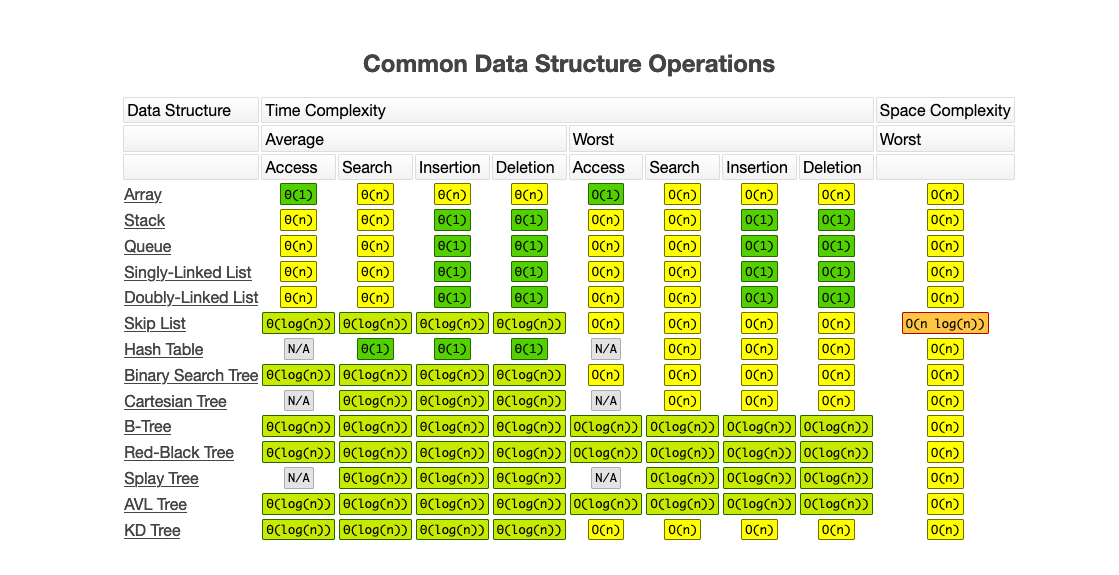 Common Data Structure Operations
Data Structure Time Complexity Space Complexity
Average Worst Worst
Access Search Insertion Deletion Access Search Insertion Deletion
Array Θ(1) Θ(n) Θ(n) Θ(n) O(1) O(n) O(n) O(n) O(n)
Stack Θ(n) Θ(n) Θ(1) Θ(1) O(n) O(n) O(1) O(1) O(n)
Queue Θ(n) Θ(n) Θ(1) Θ(1) O(n) O(n) O(1) O(1) O(n)
Singly-Linked List Θ(n) Θ(n) Θ(1) Θ(1) O(n) O(n) O(1) O(1) O(n)
Doubly-Linked List Θ(n) Θ(n) Θ(1) Θ(1) O(n) O(n) O(1) O(1) O(n)
Skip List Θ(log(n)) Θ(log(n)) Θ(log(n)) Θ(log(n)) O(n) O(n) O(n) O(n) O(n log(n))
Hash Table N/A Θ(1) Θ(1) Θ(1) N/A O(n) O(n) O(n) O(n)
Binary Search Tree Θ(log(n)) Θ(log(n)) Θ(log(n)) Θ(log(n)) O(n) O(n) O(n) O(n) O(n)
Cartesian Tree N/A Θ(log(n)) Θ(log(n)) Θ(log(n)) N/A O(n) O(n) O(n) O(n)
B-Tree Θ(log(n)) Θ(log(n)) Θ(log(n)) Θ(log(n)) O(log(n)) O(log(n)) O(log(n)) O(log(n)) O(n)
Red-Black Tree Θ(log(n)) Θ(log(n)) Θ(log(n)) Θ(log(n)) O(log(n)) O(log(n)) O(log(n)) O(log(n)) O(n)
Splay Tree N/A Θ(log(n)) Θ(log(n)) Θ(log(n)) N/A O(log(n)) O(log(n)) O(log(n)) O(n)
AVL Tree Θ(log(n)) Θ(log(n)) Θ(log(n)) Θ(log(n)) O(log(n)) O(log(n)) O(log(n)) O(log(n)) O(n)
KD Tree Θ(log(n)) Θ(log(n)) Θ(log(n)) Θ(log(n)) O(n) O(n) O(n) O(n) O(n)